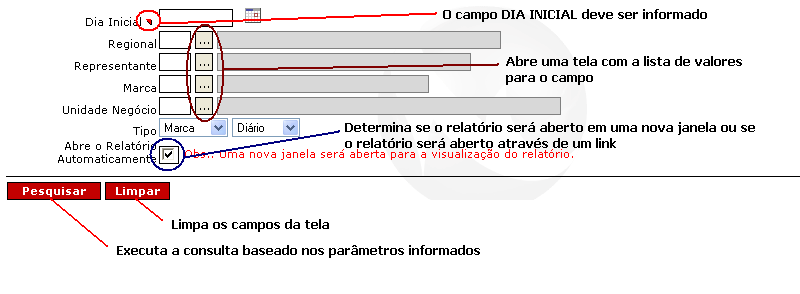 Dia Inicial
O campo DIA INICIAL deve ser informado
Regional ...
Representante ...
Abre uma tela com a lista de valores
para o campo
Marca ...
Unidade Negócio ...
Tipo Marca Diário
Determina se o relatório será aberto em uma nova janela ou se
o relatório será aberto através de um link
Abre o Relatório
Automaticamente
Obs.: Uma nova janela será aberta para a visualização do relatório.
Pesquisar Limpar
Limpa os campos da tela
Executa a consulta baseado nos parâmetros informados